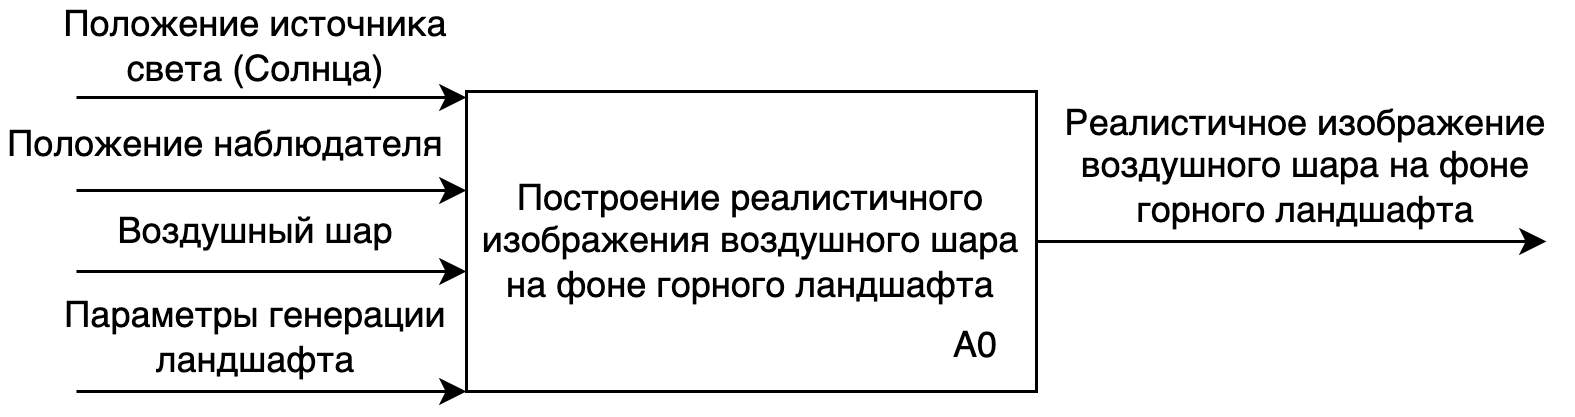 Положение источника
света (Солнца)
Положение наблюдателя
Воздушный шар
Параметры генерации
ландшафта
Построение реалистичного
изображения воздушного шара
на фоне горного ландшафта
A0
Реалистичное изображение
воздушного шара на фоне
горного ландшафта